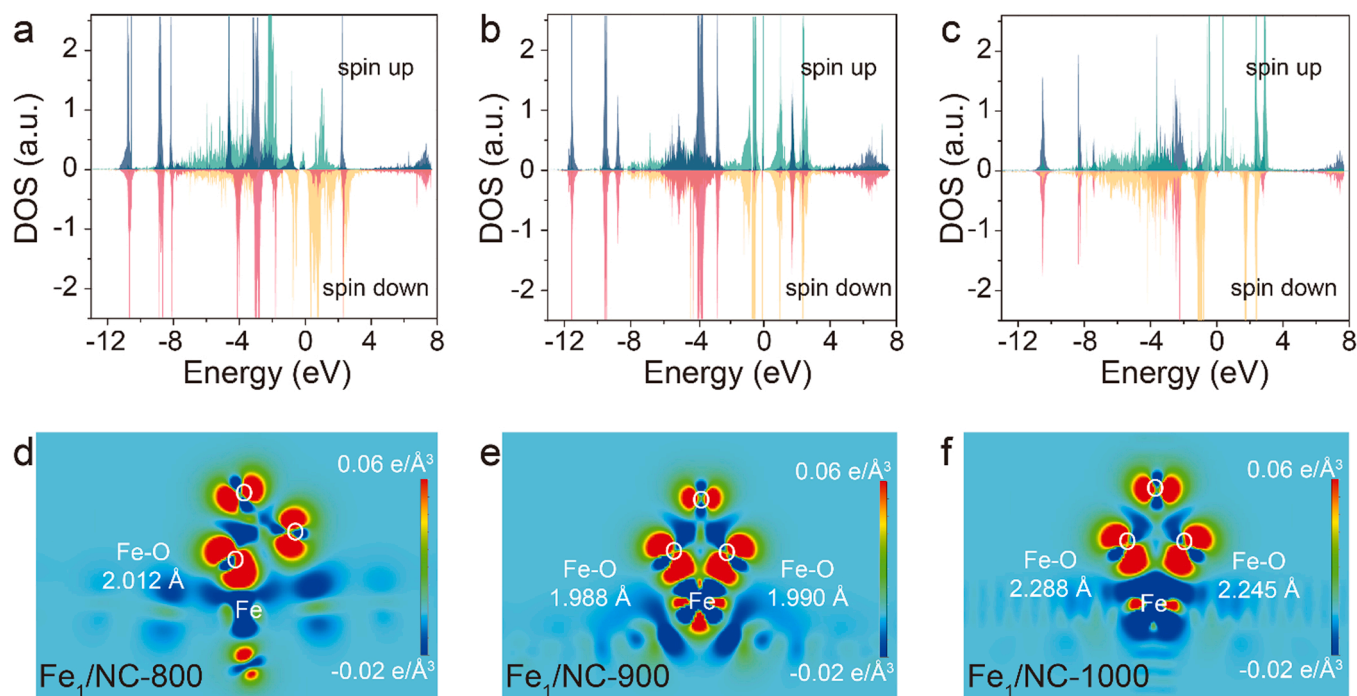 a
2
1
0
-1
-2
DOS (a.u.)
spin up
spin down
-12 -8 -4 0 4 8
Energy (eV)
b
2
1
0
-1
-2
DOS (a.u.)
spin up
spin down
-12 -8 -4 0 4 8
Energy (eV)
c
2
1
0
-1
-2
DOS (a.u.)
spin up
spin down
-12 -8 -4 0 4 8
Energy (eV)
d
0.06 e/Å³
O
O
O
Fe-O
2.012 Å
Fe
Fe₁/NC-800
-0.02 e/Å³
e
0.06 e/Å³
O
O O
Fe-O Fe-O
1.988 Å Fe 1.990 Å
Fe₁/NC-900
-0.02 e/Å³
f
0.06 e/Å³
O
O O
Fe-O Fe-O
2.288 Å Fe 2.245 Å
Fe₁/NC-1000
-0.02 e/Å³